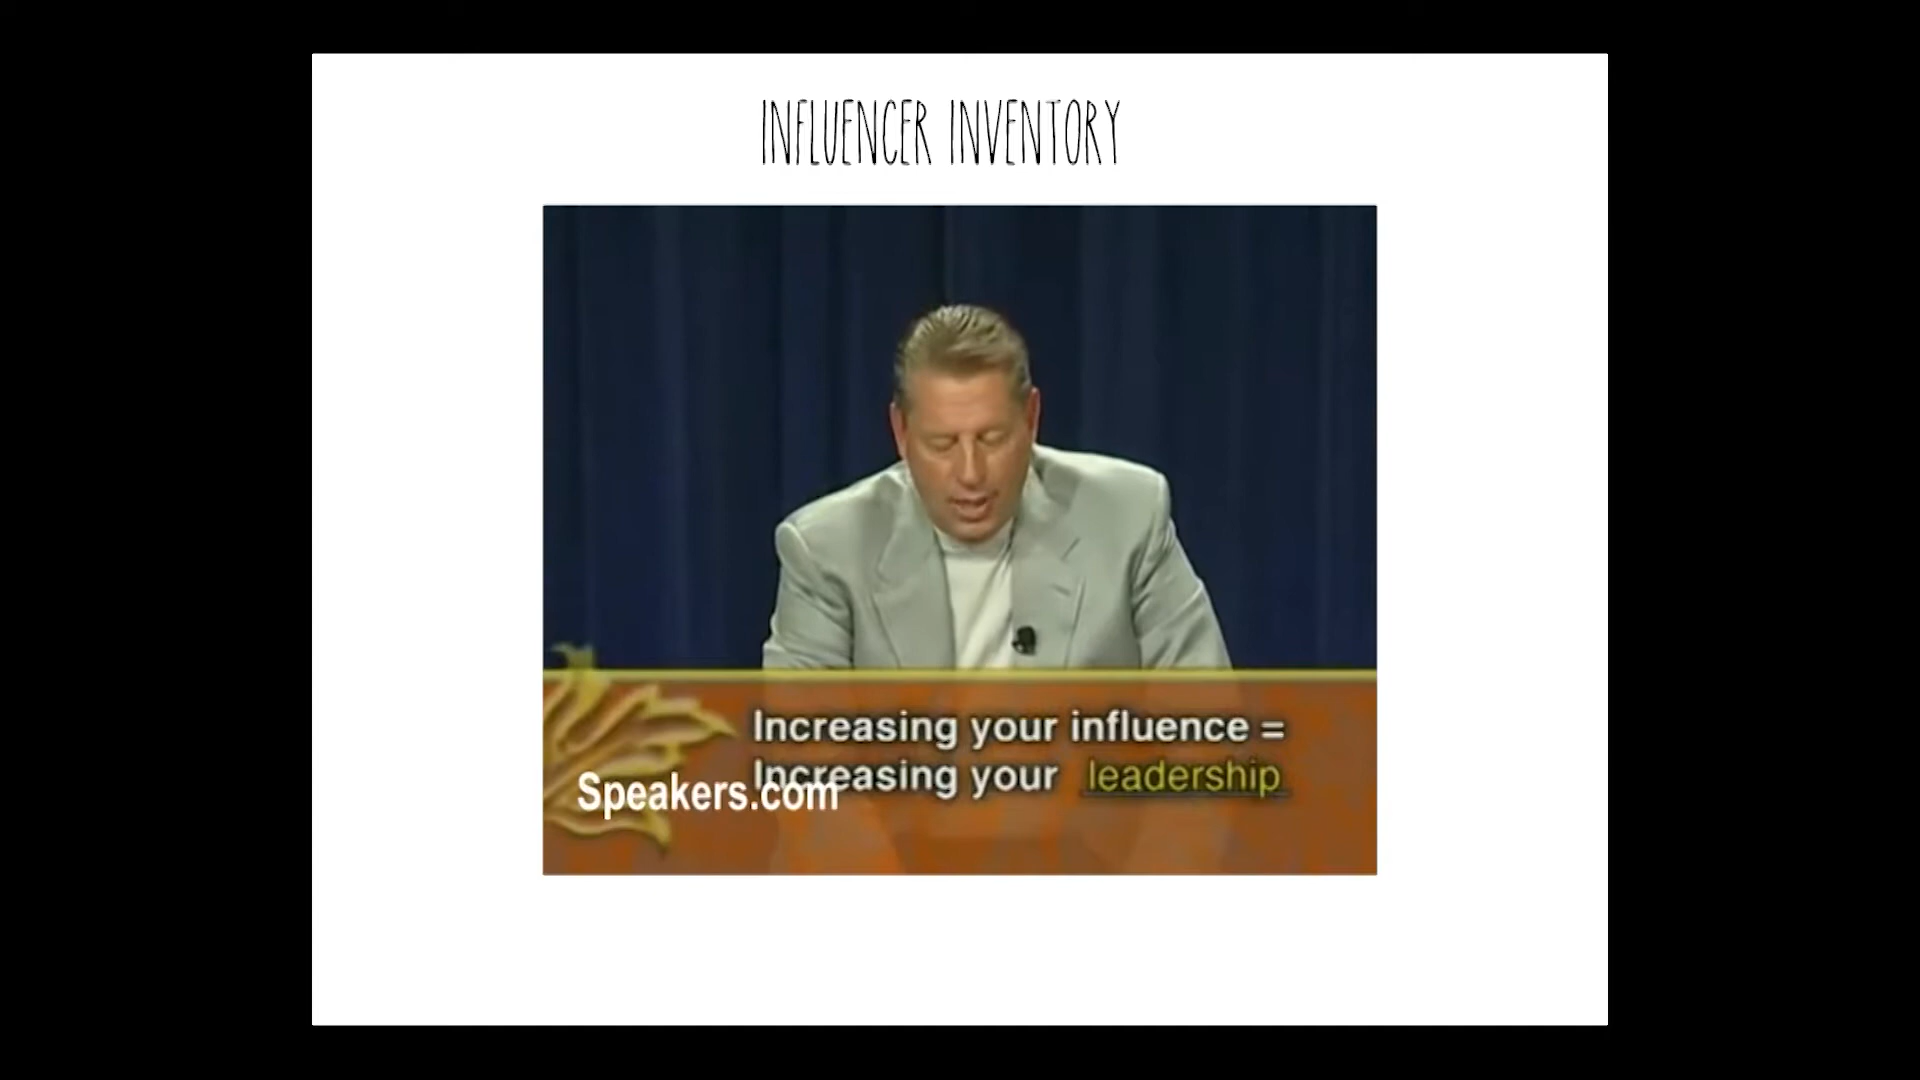 INFLUENCER INVENTORY
Increasing your influence =
Increasing your leadership
Speakers.com